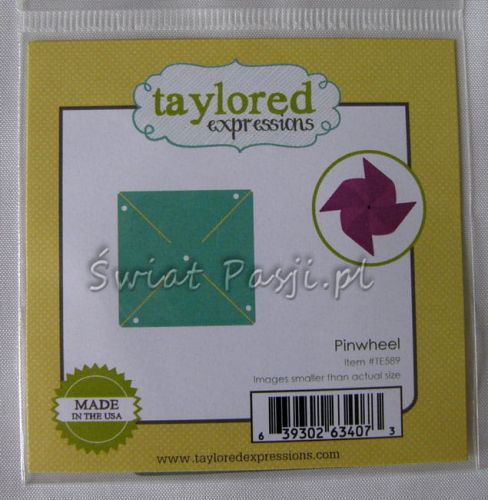 taylored
expressions
Świat Pasji.pl
Pinwheel
Item #TE589
Images smaller than actual size
MADE
IN THE USA
6 39302 63407 3
www.tayloredexpressions.com